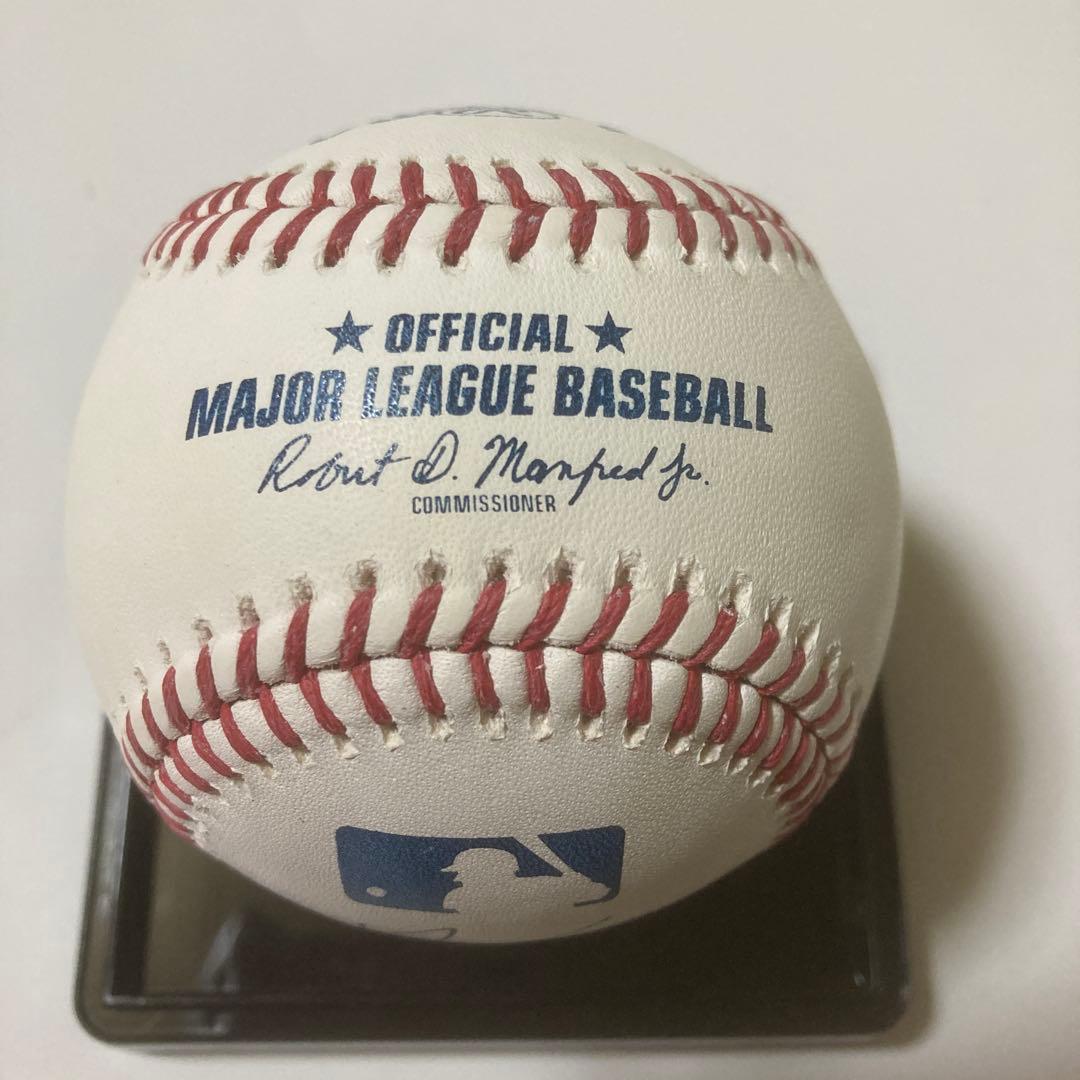 ★ OFFICIAL ★
MAJOR LEAGUE BASEBALL
Robert D. Manfred Jr.
COMMISSIONER